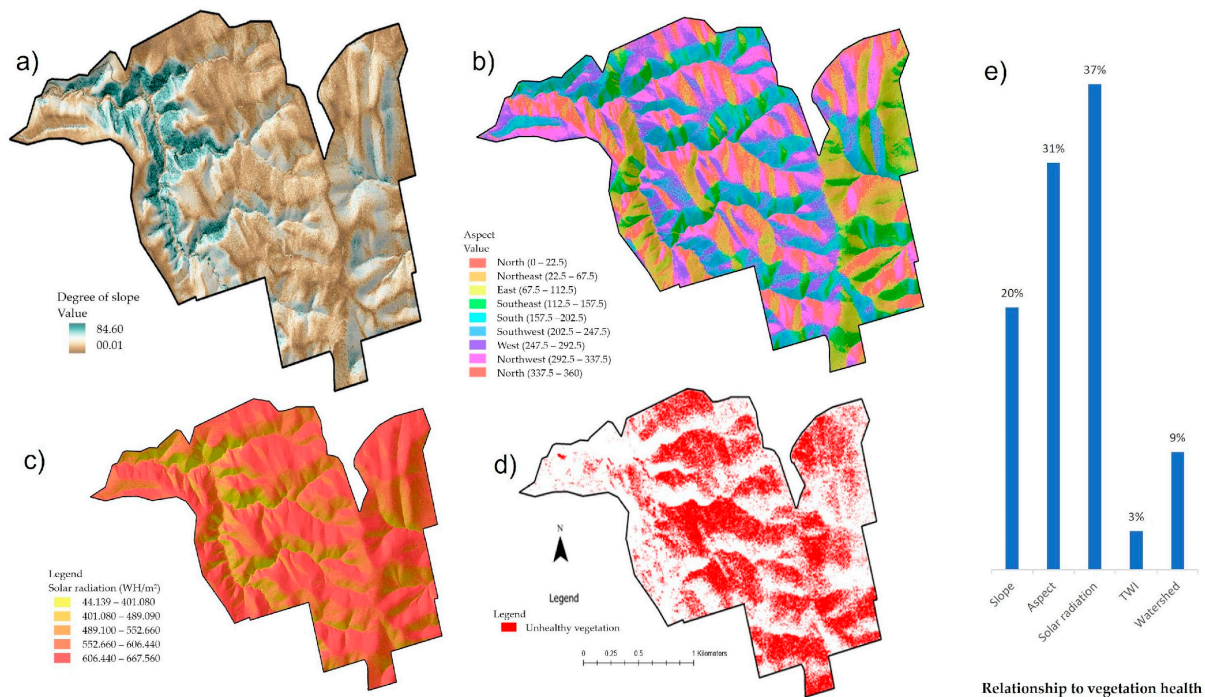 a)
Degree of slope
Value
84.60
00.01
b)
Aspect
Value
North (0 – 22.5)
Northeast (22.5 – 67.5)
East (67.5 – 112.5)
Southeast (112.5 – 157.5)
South (157.5 –202.5)
Southwest (202.5 – 247.5)
West (247.5 – 292.5)
Northwest (292.5 – 337.5)
North (337.5 – 360)
c)
Legend
Solar radiation (WH/m²)
44.139 – 401.080
401.080 – 489.090
489.100 – 552.660
552.660 – 606.440
606.440 – 667.560
d)
N
Legend
Legend
Unhealthy vegetation
0 0.25 0.5 1 Kilometers
e)
37%
31%
20%
9%
3%
Slope
Aspect
Solar radiation
TWI
Watershed
Relationship to vegetation health